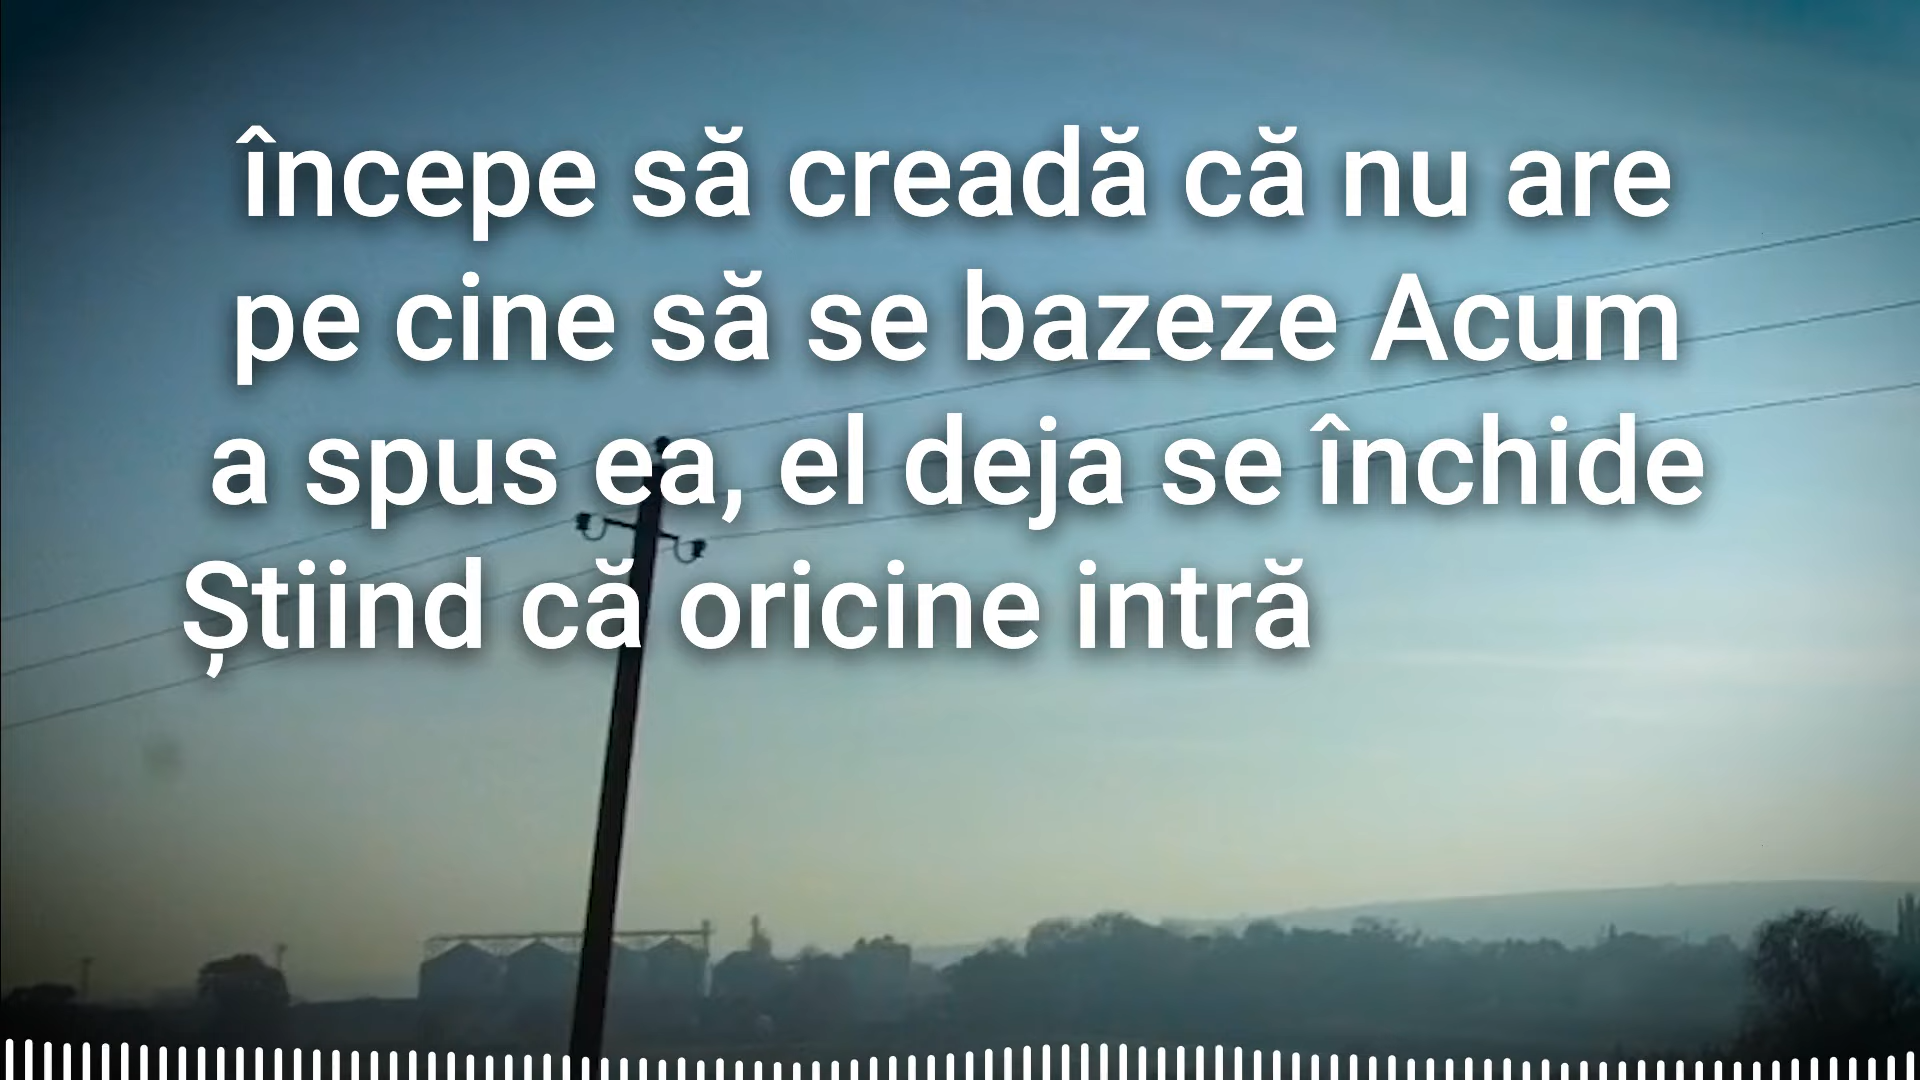 începe să creadă că nu are
pe cine să se bazeze Acum
a spus ea, el deja se închide
Știind că oricine intră